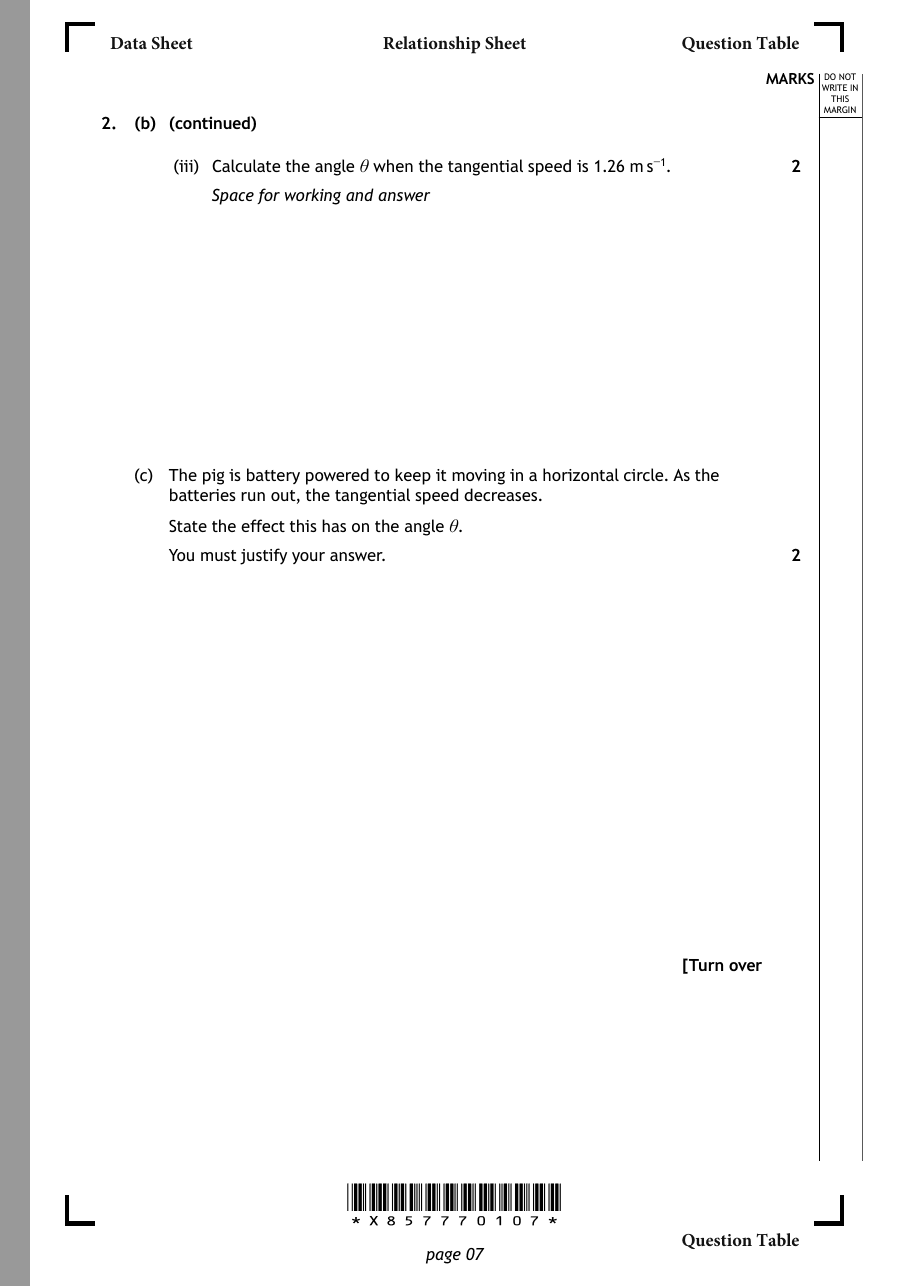 Data Sheet Relationship Sheet Question Table
MARKS
DO NOT
WRITE IN
THIS
MARGIN
2. (b) (continued)
(iii) Calculate the angle θ when the tangential speed is 1.26 m s⁻¹. 2
Space for working and answer
(c) The pig is battery powered to keep it moving in a horizontal circle. As the
batteries run out, the tangential speed decreases.
State the effect this has on the angle θ.
You must justify your answer. 2
[Turn over
* X 8 5 7 7 7 0 1 0 7 *
Question Table
page 07